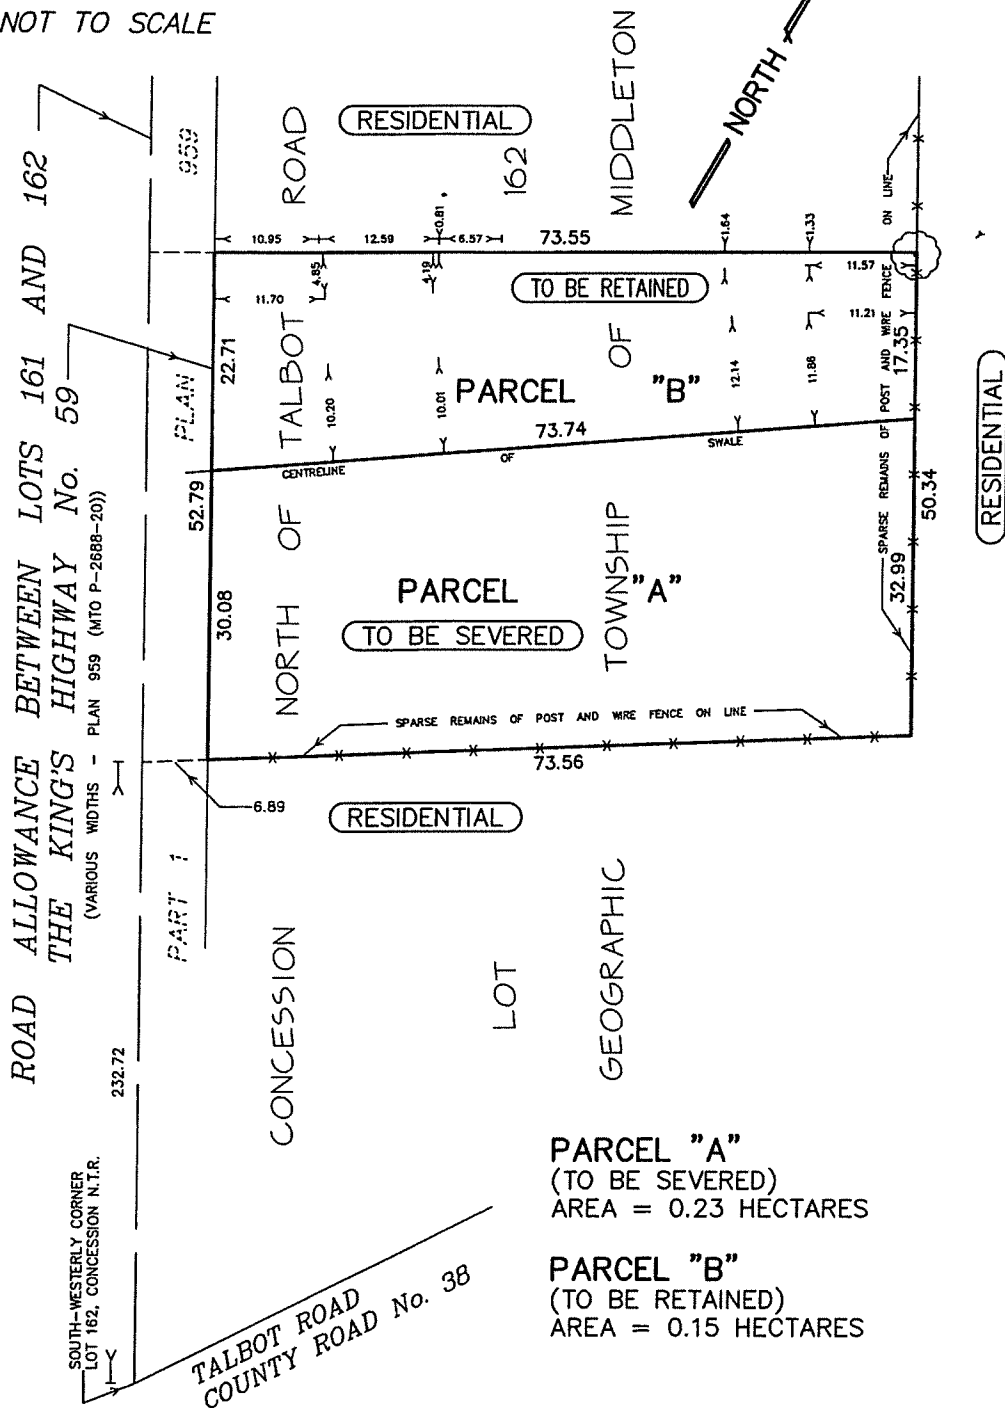 NOT TO SCALE
ROAD ALLOWANCE BETWEEN LOTS 161 AND 162
THE KING'S HIGHWAY No. 59
(VARIOUS WIDTHS - PLAN 959 (MTO P-2688-20))
PART 1
PLAN
959
NORTH
RESIDENTIAL
CONCESSION NORTH OF TALBOT ROAD
LOT 162
GEOGRAPHIC TOWNSHIP OF MIDDLETON
10.95
12.59
0.81
6.57
73.55
1.64
1.33
4.85
4.19
11.57
11.70
11.21
TO BE RETAINED
22.71
10.20
10.01
12.14
11.86
17.35
PARCEL "B"
73.74
CENTRELINE OF SWALE
SPARSE REMAINS OF POST AND WIRE FENCE ON LINE
RESIDENTIAL
52.79
50.34
30.08
32.99
PARCEL "A"
TO BE SEVERED
SPARSE REMAINS OF POST AND WIRE FENCE ON LINE
73.56
6.89
RESIDENTIAL
232.72
SOUTH-WESTERLY CORNER
LOT 162, CONCESSION N.T.R.
TALBOT ROAD
COUNTY ROAD No. 38
PARCEL "A"
(TO BE SEVERED)
AREA = 0.23 HECTARES
PARCEL "B"
(TO BE RETAINED)
AREA = 0.15 HECTARES